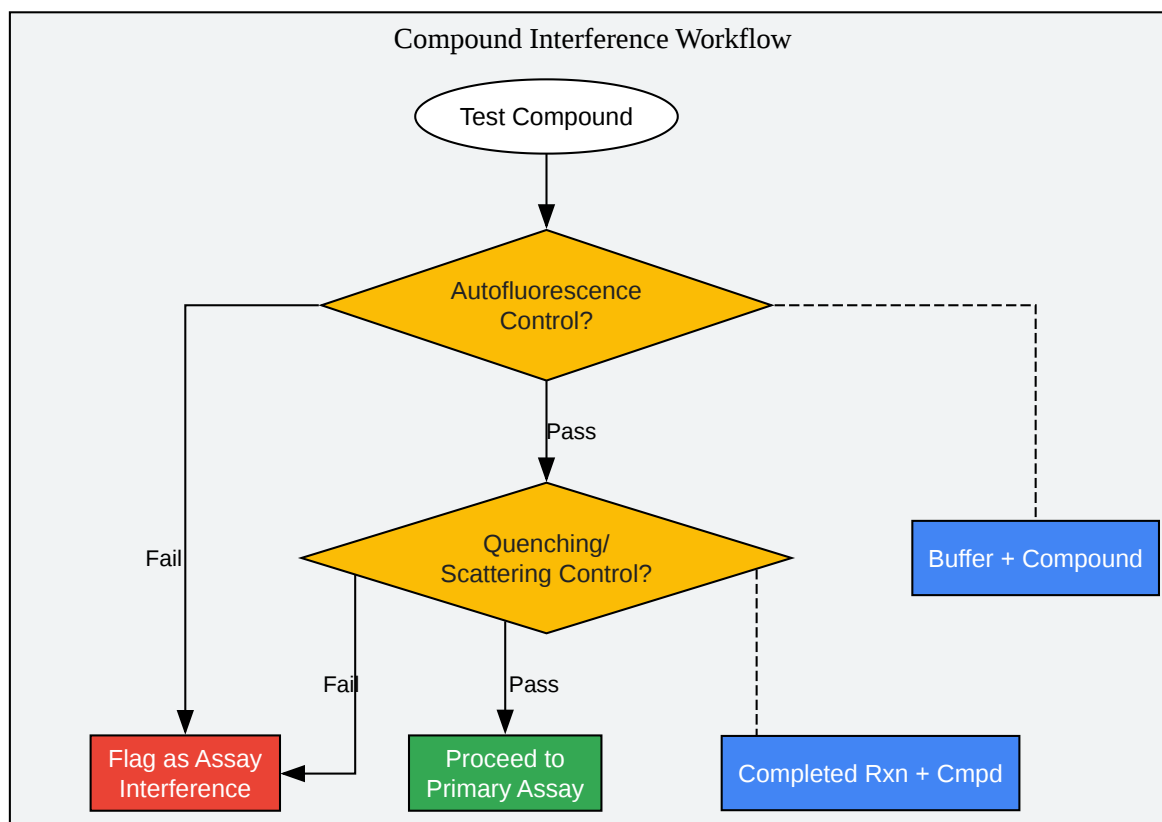 Compound Interference Workflow
Test Compound
Autofluorescence
Control?
Pass
Fail
Quenching/
Scattering Control?
Buffer + Compound
Fail
Pass
Flag as Assay
Interference
Proceed to
Primary Assay
Completed Rxn + Cmpd